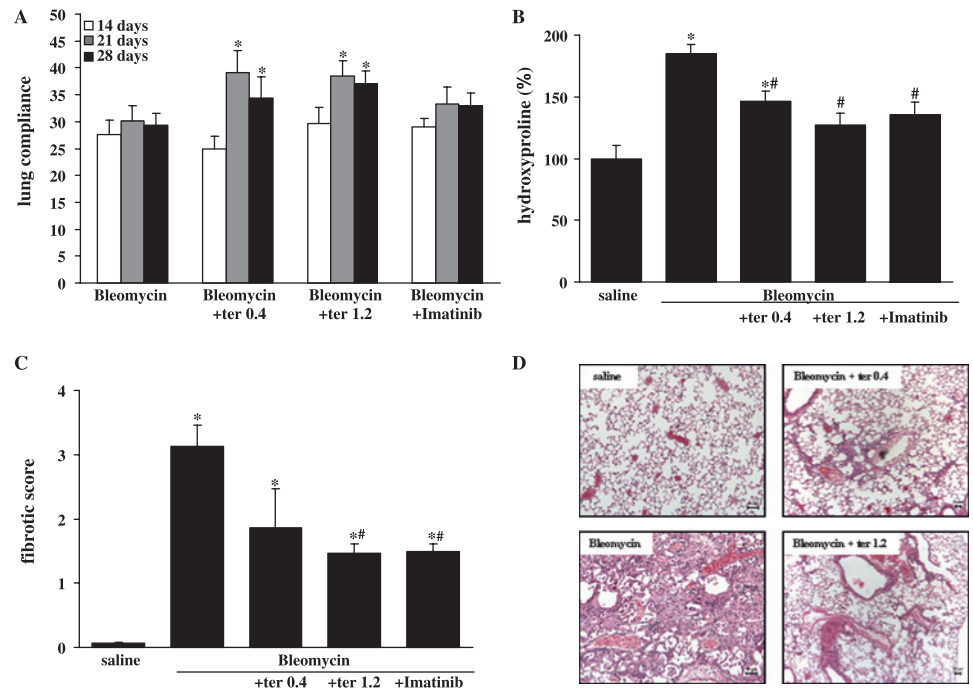 A
lung compliance
50
45
40
35
30
25
20
15
10
5
0
14 days
21 days
28 days
* * * *
Bleomycin Bleomycin Bleomycin Bleomycin
+ter 0.4 +ter 1.2 +Imatinib
B
hydroxyproline (%)
200
150
100
50
0
* *# # #
saline Bleomycin
+ter 0.4 +ter 1.2 +Imatinib
C
fibrotic score
4
3
2
1
0
* * *# *#
saline Bleomycin
+ter 0.4 +ter 1.2 +Imatinib
D
saline
Bleomycin + ter 0.4
Bleomycin
Bleomycin + ter 1.2